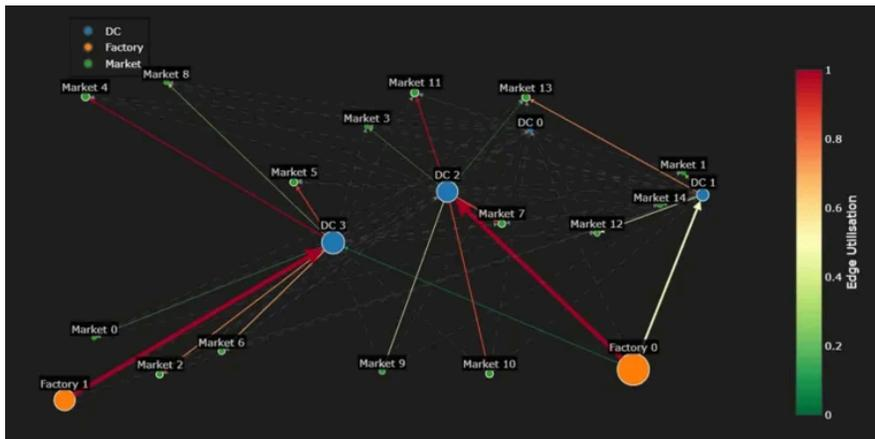 DC
Factory
Market
Market 8
Market 4
Market 11
Market 13
Market 3
DC 0
Market 5
DC 2
Market 1
DC 1
Market 14
Market 7
Market 12
DC 3
Market 0
Market 6
Market 2
Market 9
Market 10
Factory 0
Factory 1
1
0.8
0.6
0.4
0.2
0
Edge Utilisation